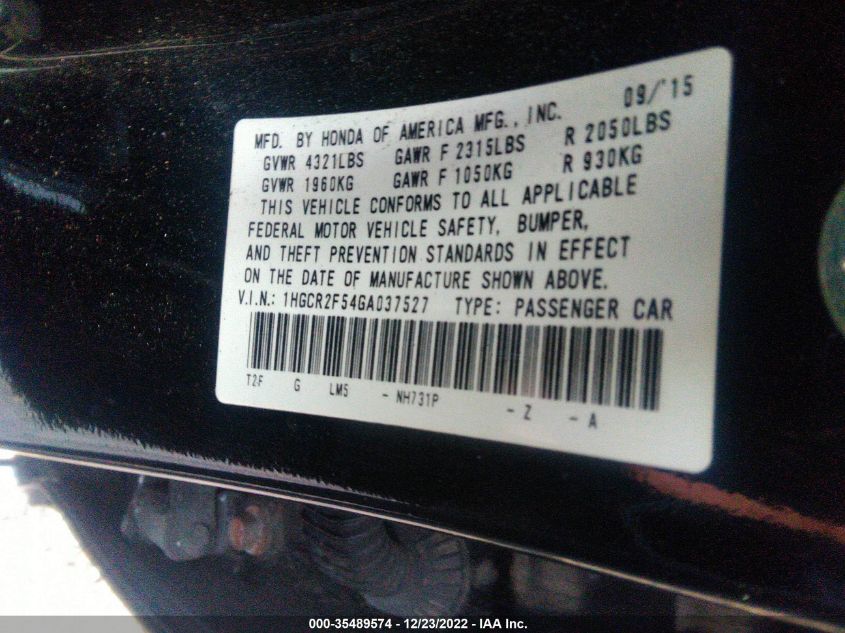 09/'15
MFD. BY HONDA OF AMERICA MFG., INC.
GVWR 4321LBS GAWR F 2315LBS R 2050LBS
GVWR 1960KG GAWR F 1050KG R 930KG
THIS VEHICLE CONFORMS TO ALL APPLICABLE
FEDERAL MOTOR VEHICLE SAFETY, BUMPER,
AND THEFT PREVENTION STANDARDS IN EFFECT
ON THE DATE OF MANUFACTURE SHOWN ABOVE.
V.I.N.: 1HGCR2F54GA037527 TYPE: PASSENGER CAR
T2F G LM5 - NH731P - Z - A
000-35489574 - 12/23/2022 - IAA Inc.